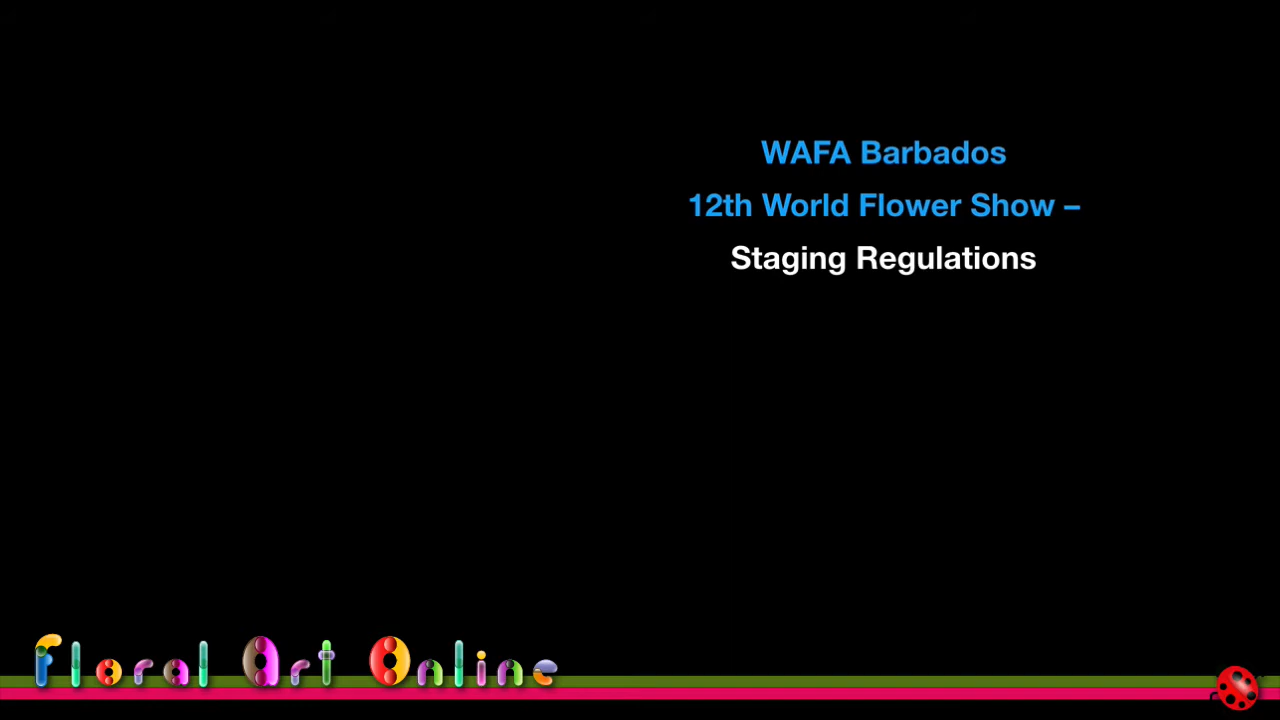 WAFA Barbados
12th World Flower Show –
Staging Regulations
Floral Art Online